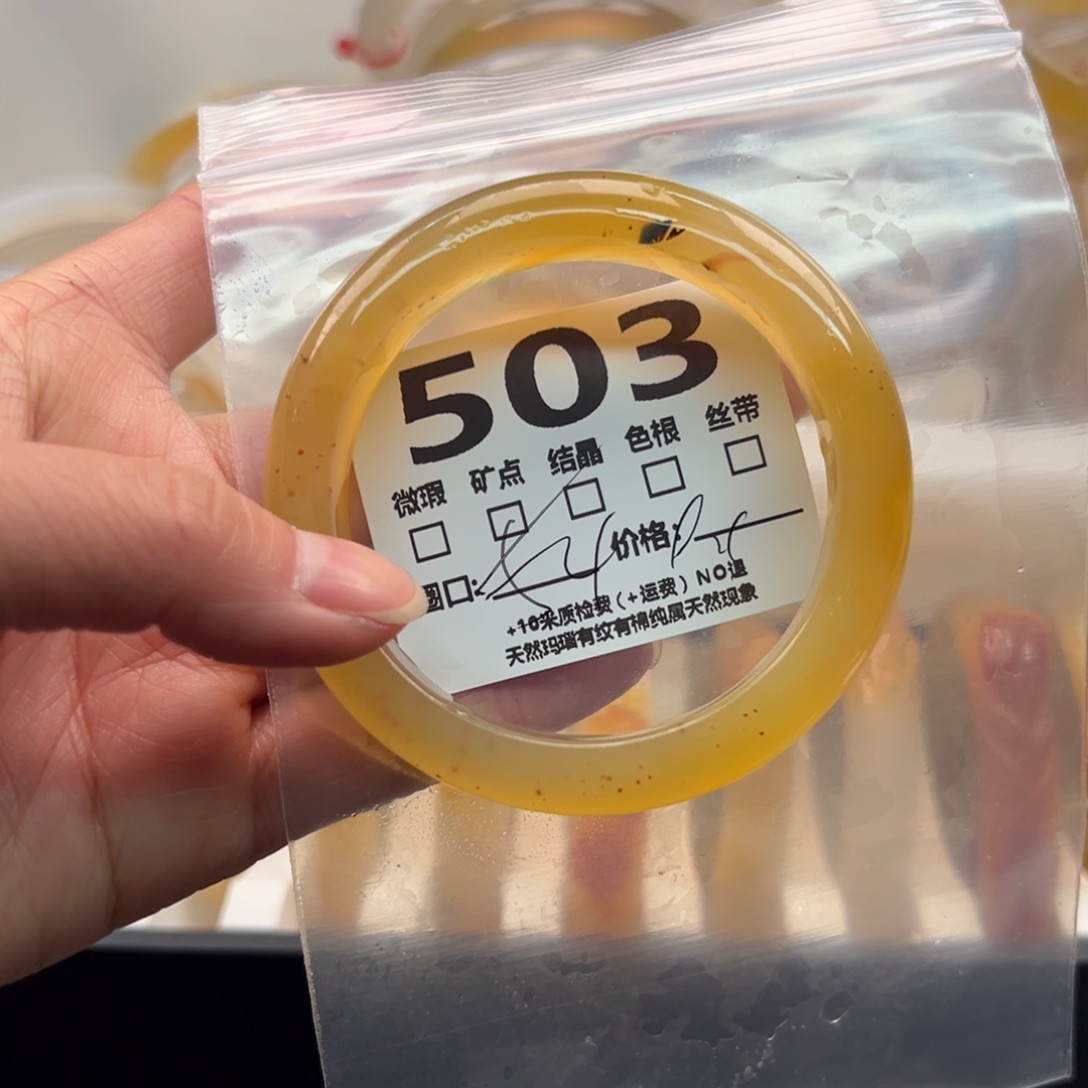 503
微瑕 矿点 结晶 色根 丝带
圈口: 价格:
+10米质检费(+运费)NO退
天然玛瑙有纹有棉纯属天然现象